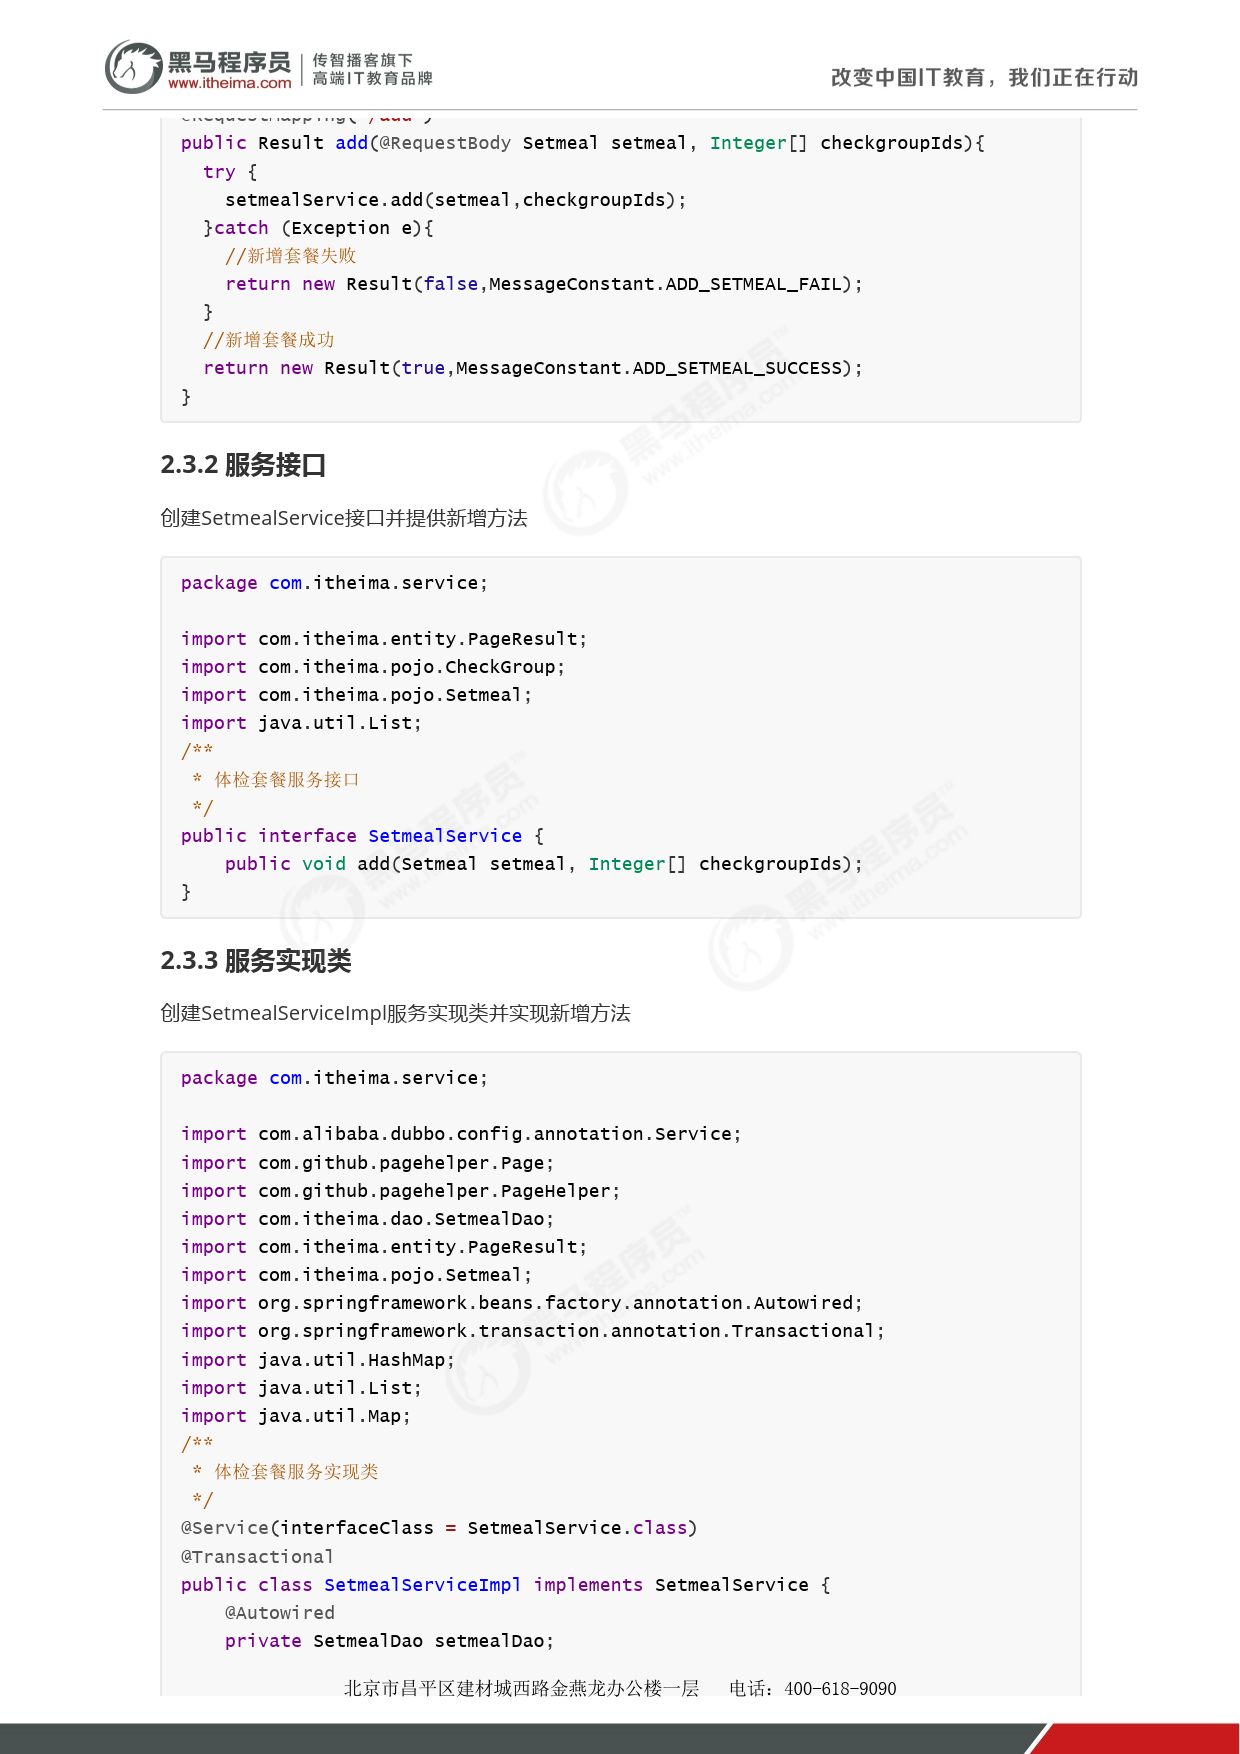 黑马程序员
www.itheima.com
传智播客旗下
高端IT教育品牌
改变中国IT教育，我们正在行动
@RequestMapping("/add")
public Result add(@RequestBody Setmeal setmeal, Integer[] checkgroupIds){
  try {
    setmealService.add(setmeal,checkgroupIds);
  }catch (Exception e){
    //新增套餐失败
    return new Result(false,MessageConstant.ADD_SETMEAL_FAIL);
  }
  //新增套餐成功
  return new Result(true,MessageConstant.ADD_SETMEAL_SUCCESS);
}
2.3.2 服务接口
创建SetmealService接口并提供新增方法
package com.itheima.service;

import com.itheima.entity.PageResult;
import com.itheima.pojo.CheckGroup;
import com.itheima.pojo.Setmeal;
import java.util.List;
/**
 * 体检套餐服务接口
 */
public interface SetmealService {
    public void add(Setmeal setmeal, Integer[] checkgroupIds);
}
2.3.3 服务实现类
创建SetmealServiceImpl服务实现类并实现新增方法
package com.itheima.service;

import com.alibaba.dubbo.config.annotation.Service;
import com.github.pagehelper.Page;
import com.github.pagehelper.PageHelper;
import com.itheima.dao.SetmealDao;
import com.itheima.entity.PageResult;
import com.itheima.pojo.Setmeal;
import org.springframework.beans.factory.annotation.Autowired;
import org.springframework.transaction.annotation.Transactional;
import java.util.HashMap;
import java.util.List;
import java.util.Map;
/**
 * 体检套餐服务实现类
 */
@Service(interfaceClass = SetmealService.class)
@Transactional
public class SetmealServiceImpl implements SetmealService {
    @Autowired
    private SetmealDao setmealDao;
北京市昌平区建材城西路金燕龙办公楼一层 电话：400-618-9090